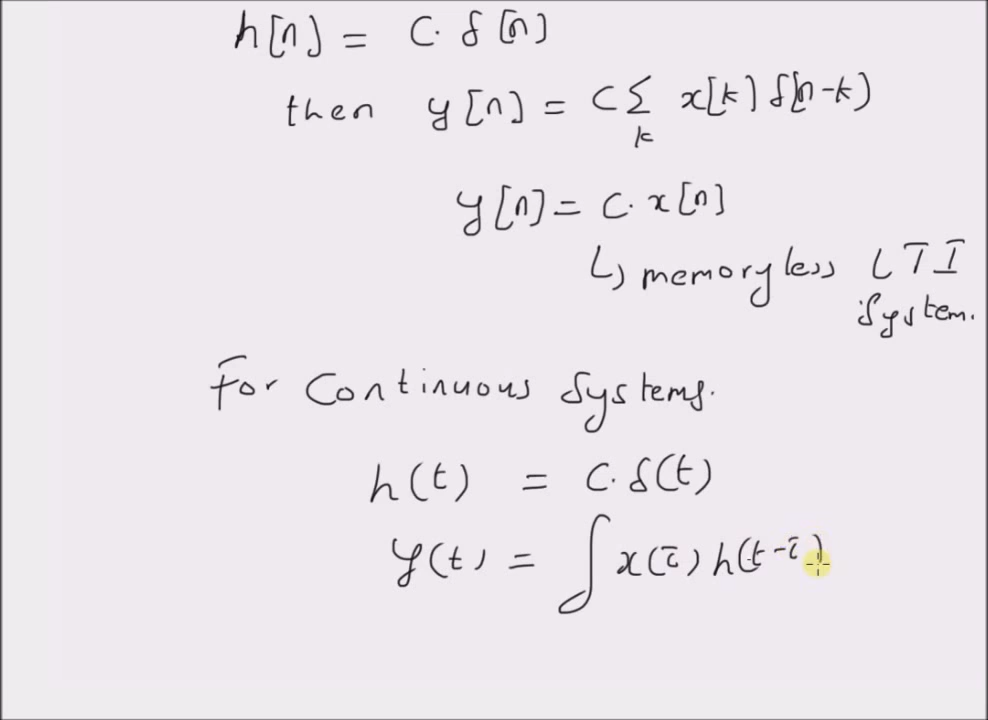 h[n] = C. δ[n]
then y[n] = C Σ x[k] δ[n-k]
k
y[n] = C. x[n]
↳ memoryless LTI
System.
For Continuous Systems.
h(t) = C. δ(t)
y(t) = ∫ x(τ) h(t-τ)